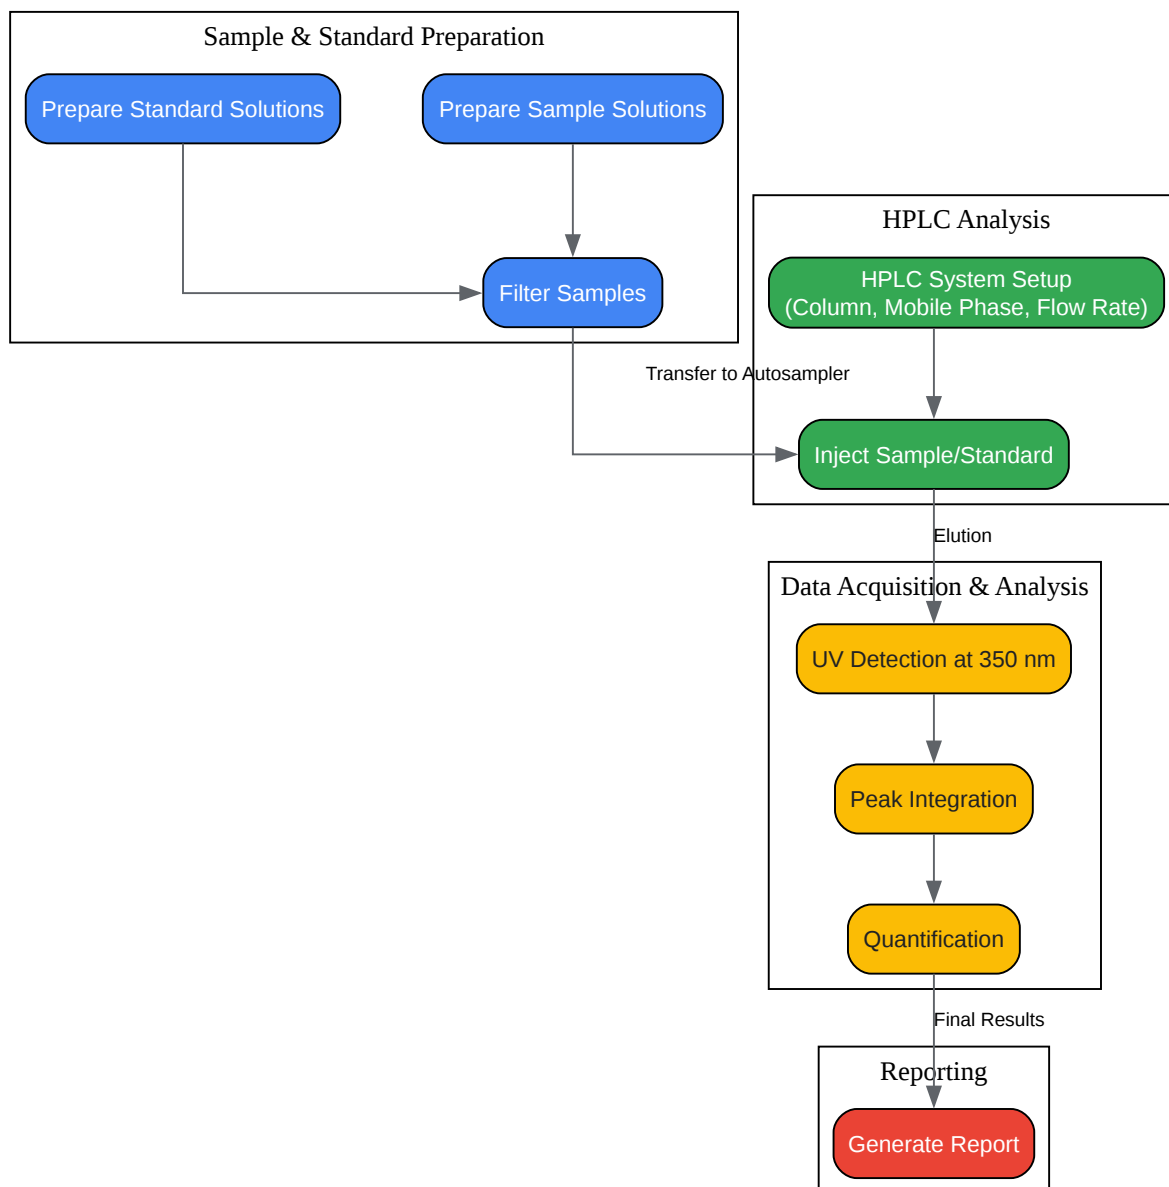 Sample & Standard Preparation
Prepare Standard Solutions
Prepare Sample Solutions
Filter Samples
HPLC Analysis
HPLC System Setup
(Column, Mobile Phase, Flow Rate)
Transfer to Autosampler
Inject Sample/Standard
Elution
Data Acquisition & Analysis
UV Detection at 350 nm
Peak Integration
Quantification
Final Results
Reporting
Generate Report